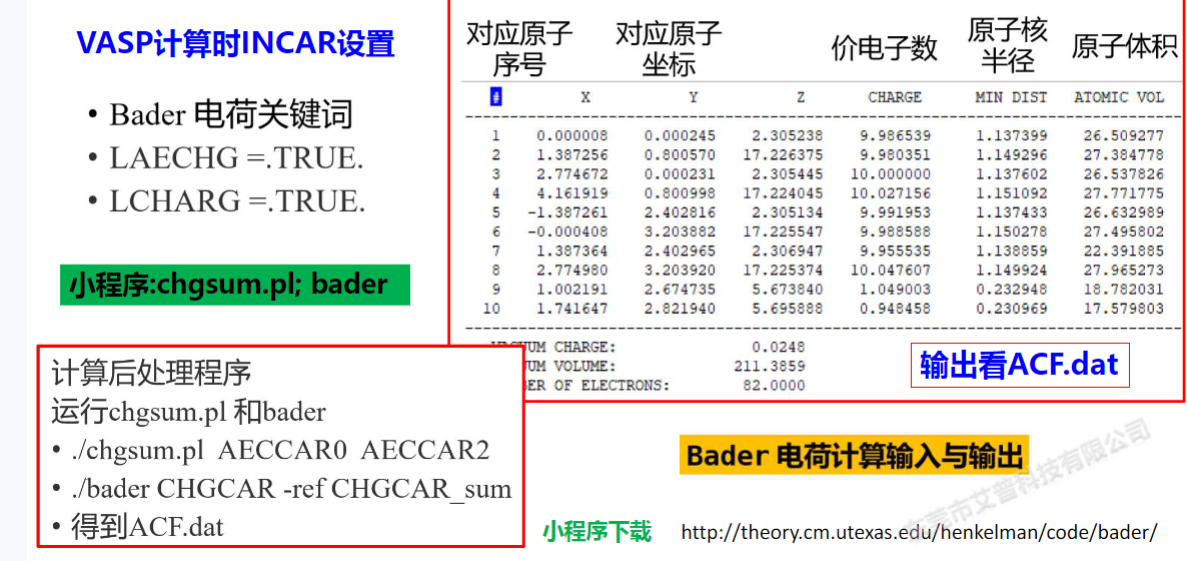 VASP计算时INCAR设置
• Bader 电荷关键词
• LAECHG =.TRUE.
• LCHARG =.TRUE.
小程序:chgsum.pl; bader
计算后处理程序
运行chgsum.pl 和bader
• ./chgsum.pl AECCAR0 AECCAR2
• ./bader CHGCAR -ref CHGCAR_sum
• 得到ACF.dat
对应原子序号 对应原子坐标 价电子数 原子核半径 原子体积
# X Y Z CHARGE MIN DIST ATOMIC VOL
1 0.000008 0.000245 2.305238 9.986539 1.137399 26.509277
2 1.387256 0.800570 17.226375 9.980351 1.149296 27.384778
3 2.774672 0.000231 2.305445 10.000000 1.137602 26.537826
4 4.161919 0.800998 17.224045 10.027156 1.151092 27.771775
5 -1.387261 2.402816 2.305134 9.991953 1.137433 26.632989
6 -0.000408 3.203882 17.225547 9.988588 1.150278 27.495802
7 1.387364 2.402965 2.306947 9.955535 1.138859 22.391885
8 2.774980 3.203920 17.225374 10.047607 1.149924 27.965273
9 1.002191 2.674735 5.673840 1.049003 0.232948 18.782031
10 1.741647 2.821940 5.695888 0.948458 0.230969 17.579803
CHARGE: 0.0248
VOLUME: 211.3859
OF ELECTRONS: 82.0000
输出看ACF.dat
Bader 电荷计算输入与输出
小程序下载 http://theory.cm.utexas.edu/henkelman/code/bader/
东莞市艾普科技有限公司